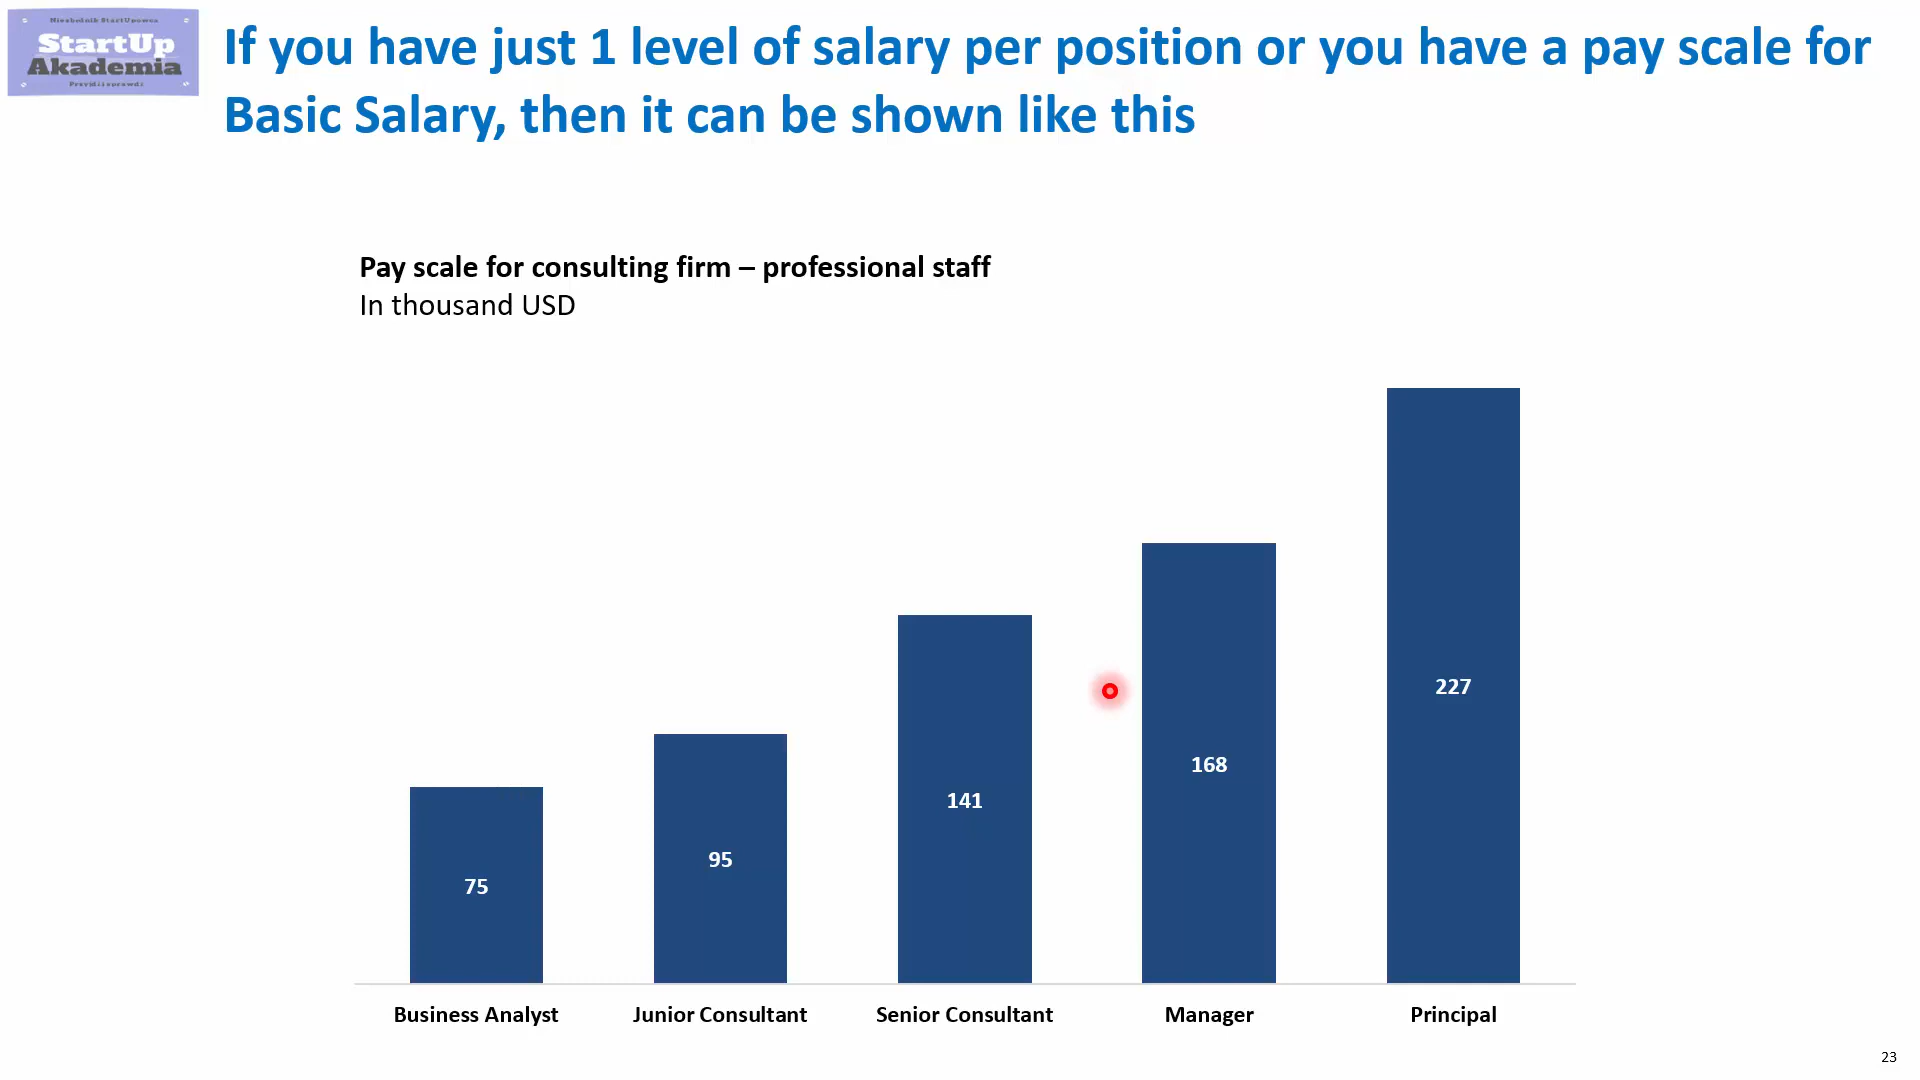 Niezbędnik StartUpowca
StartUp
Akademia
If you have just 1 level of salary per position or you have a pay scale for
Basic Salary, then it can be shown like this
Pay scale for consulting firm – professional staff
In thousand USD
227
168
141
95
75
Business Analyst
Junior Consultant
Senior Consultant
Manager
Principal
23